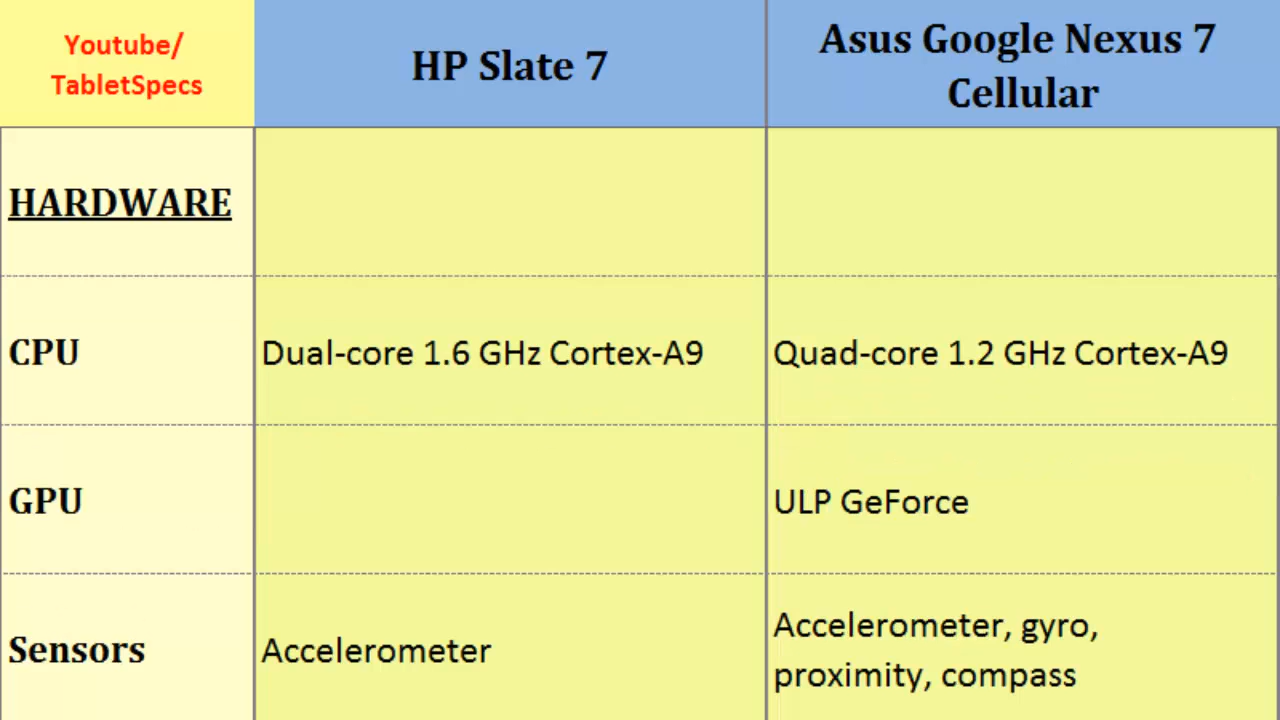 Youtube/
TabletSpecs
HP Slate 7
Asus Google Nexus 7
Cellular
HARDWARE
CPU
Dual-core 1.6 GHz Cortex-A9
Quad-core 1.2 GHz Cortex-A9
GPU
ULP GeForce
Sensors
Accelerometer
Accelerometer, gyro,
proximity, compass